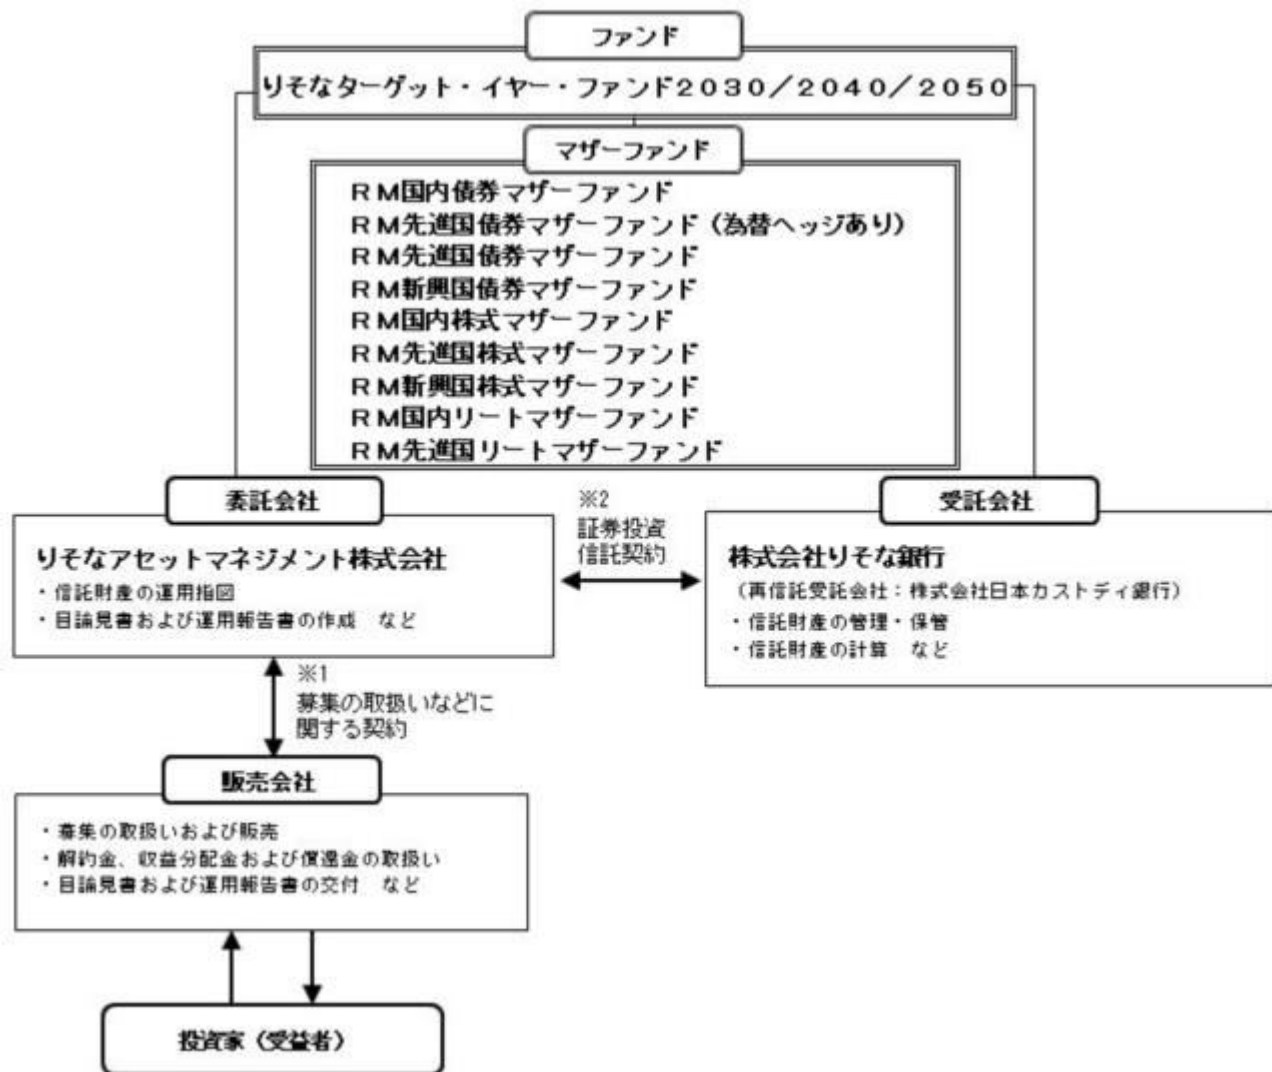 ファンド
りそなターゲット・イヤー・ファンド2030／2040／2050
マザーファンド
ＲＭ国内債券マザーファンド
ＲＭ先進国債券マザーファンド（為替ヘッジあり）
ＲＭ先進国債券マザーファンド
ＲＭ新興国債券マザーファンド
ＲＭ国内株式マザーファンド
ＲＭ先進国株式マザーファンド
ＲＭ新興国株式マザーファンド
ＲＭ国内リートマザーファンド
ＲＭ先進国リートマザーファンド
委託会社
りそなアセットマネジメント株式会社
・信託財産の運用指図
・目論見書および運用報告書の作成　など
※2
証券投資
信託契約
受託会社
株式会社りそな銀行
（再信託受託会社：株式会社日本カストディ銀行）
・信託財産の管理・保管
・信託財産の計算　など
※1
募集の取扱いなどに
関する契約
販売会社
・募集の取扱いおよび販売
・解約金、収益分配金および償還金の取扱い
・目論見書および運用報告書の交付　など
投資家（受益者）